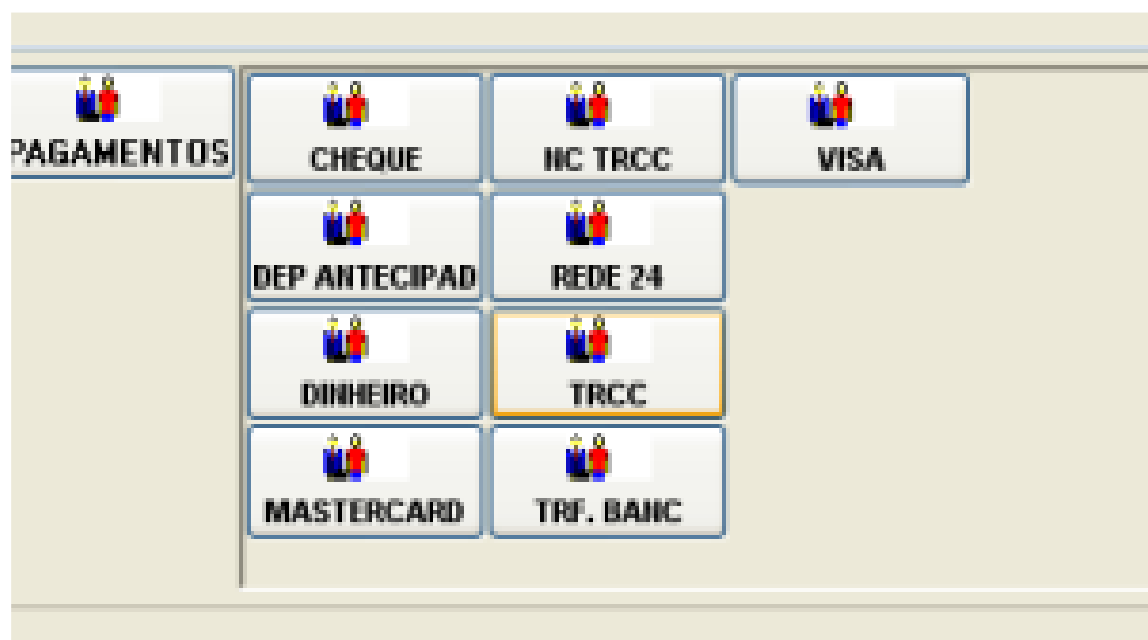 PAGAMENTOS
CHEQUE
NC TRCC
VISA
DEP ANTECIPAD
REDE 24
DINHEIRO
TRCC
MASTERCARD
TRF. BANC